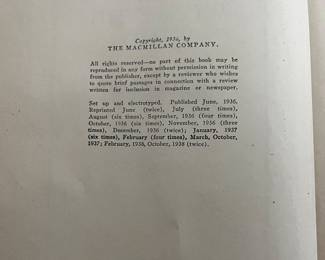 Copyright, 1936, by
THE MACMILLAN COMPANY.
All rights reserved—no part of this book may be
reproduced in any form without permission in writing
from the publisher, except by a reviewer who wishes
to quote brief passages in connection with a review
written for inclusion in magazine or newspaper.
Set up and electrotyped. Published June, 1936,
Reprinted June (twice), July (three times),
August (six times), September, 1936 (four times),
October, 1936 (six times), November, 1936 (three
times), December, 1936 (twice), January, 1937
(six times), February (four times), March, October,
1937; February, 1938, October, 1938 (twice).